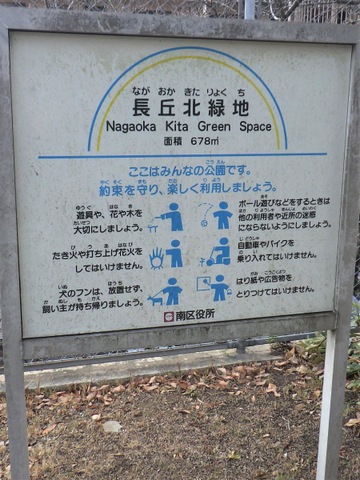 なが おか きた りょくち
長丘北緑地
Nagaoka Kita Green Space
面積 678㎡
ここはみんなの公園です。
約束を守り、楽しく利用しましょう。
遊具や、花や木を
大切にしましょう。
ボール遊びなどをするときは
他の利用者や近所の迷惑
にならないようにしましょう。
たき火や打ち上げ花火を
してはいけません。
自動車やバイクを
乗り入れてはいけません。
犬のフンは、放置せず、
飼い主が持ち帰りましょう。
はり紙や広告物を
とりつけてはいけません。
南区役所